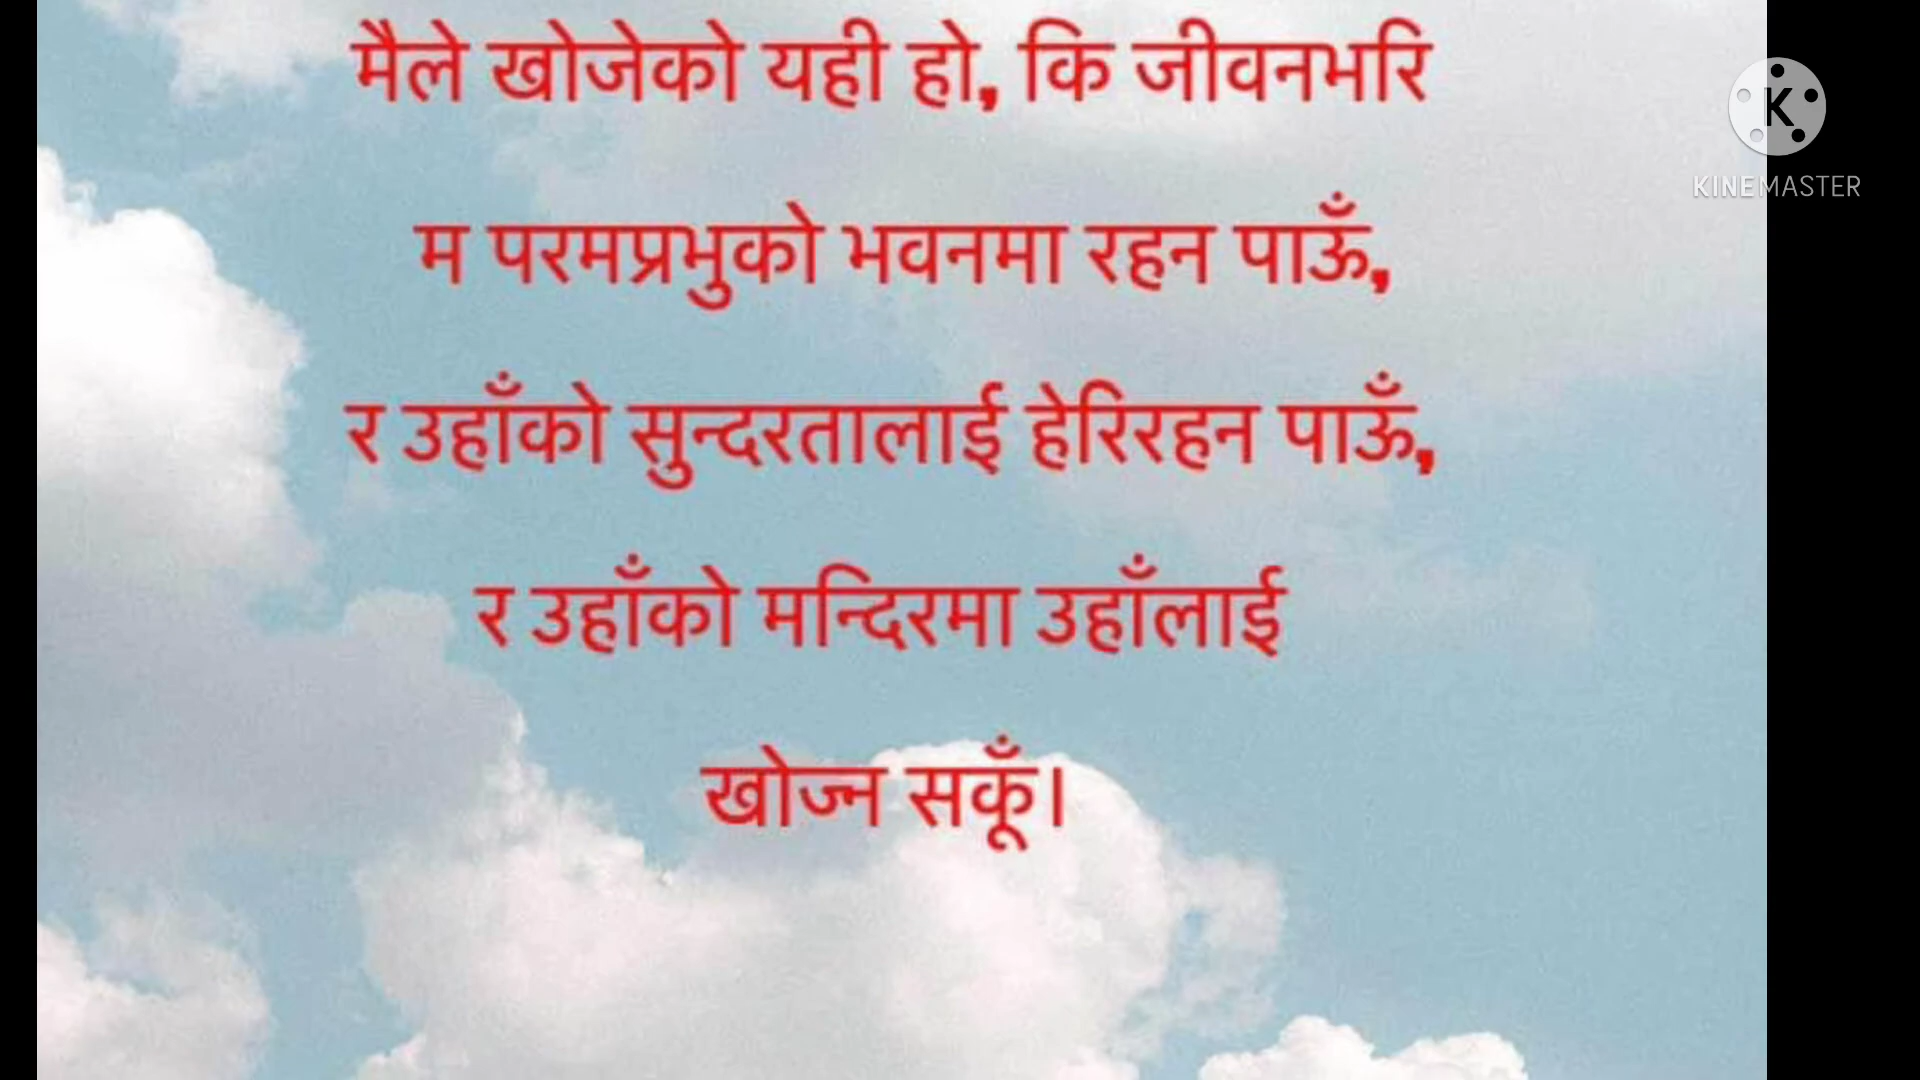 मैले खोजेको यही हो, कि जीवनभरि
म परमप्रभुको भवनमा रहन पाऊँ,
र उहाँको सुन्दरतालाई हेरिरहन पाऊँ,
र उहाँको मन्दिरमा उहाँलाई
खोज्न सकूँ।
K
KINEMASTER